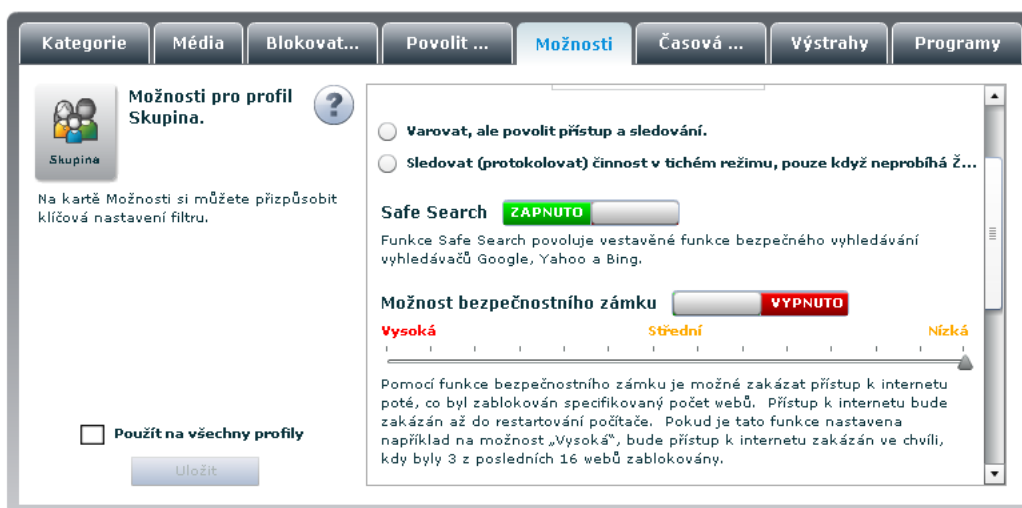 Kategorie
Média
Blokovat...
Povolit ...
Možnosti
Časová ...
Výstrahy
Programy
Možnosti pro profil
Skupina.
?
Skupina
Na kartě Možnosti si můžete přizpůsobit
klíčová nastavení filtru.
Použít na všechny profily
Uložit
Varovat, ale povolit přístup a sledování.
Sledovat (protokolovat) činnost v tichém režimu, pouze když neprobíhá Ž...
Safe Search ZAPNUTO
Funkce Safe Search povoluje vestavěné funkce bezpečného vyhledávání
vyhledávačů Google, Yahoo a Bing.
Možnost bezpečnostního zámku VYPNUTO
Vysoká Střední Nízká
Pomocí funkce bezpečnostního zámku je možné zakázat přístup k internetu
poté, co byl zablokován specifikovaný počet webů. Přístup k internetu bude
zakázán až do restartování počítače. Pokud je tato funkce nastavena
například na možnost „Vysoká“, bude přístup k internetu zakázán ve chvíli,
kdy byly 3 z posledních 16 webů zablokovány.